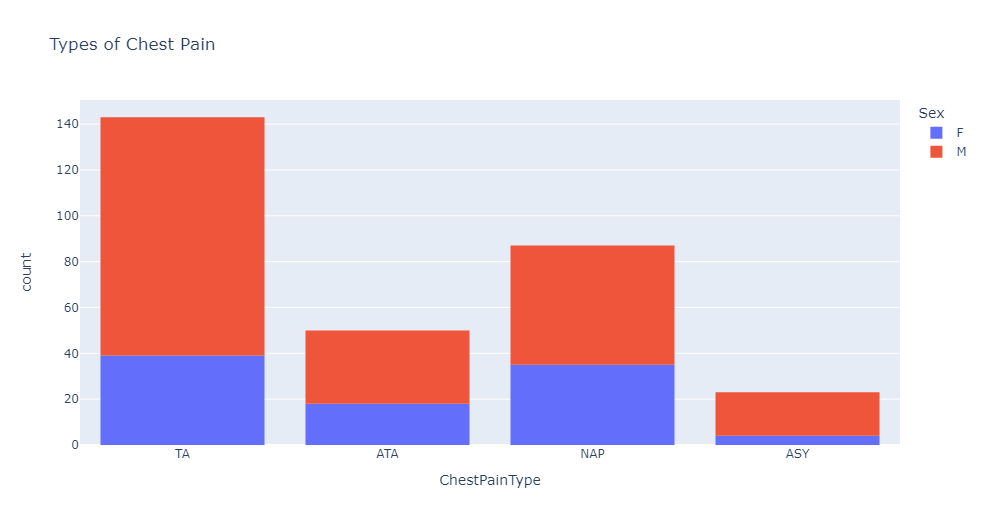 Types of Chest Pain
Sex
F
M
140
120
100
80
60
40
20
0
count
TA
ATA
NAP
ASY
ChestPainType